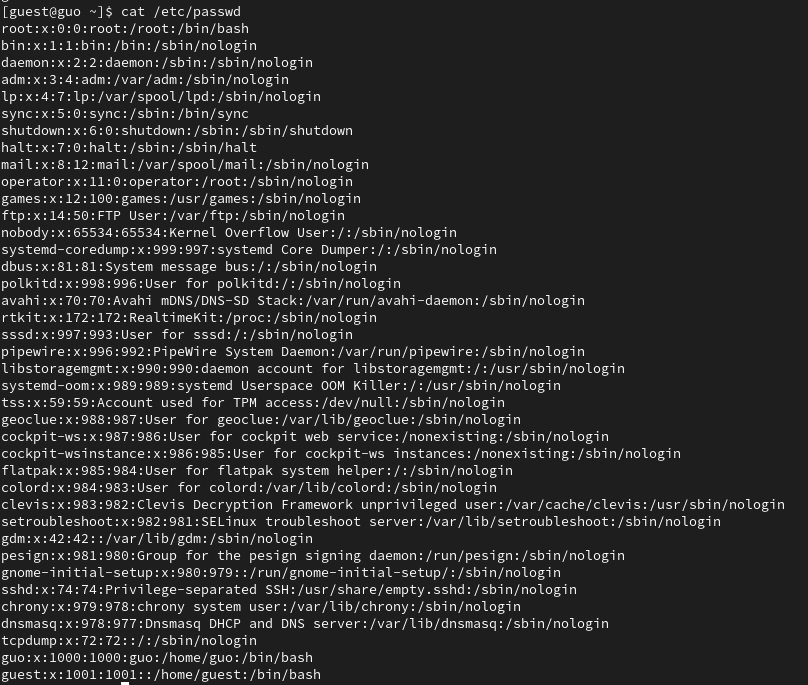 [guest@guo ~]$ cat /etc/passwd
root:x:0:0:root:/root:/bin/bash
bin:x:1:1:bin:/bin:/sbin/nologin
daemon:x:2:2:daemon:/sbin:/sbin/nologin
adm:x:3:4:adm:/var/adm:/sbin/nologin
lp:x:4:7:lp:/var/spool/lpd:/sbin/nologin
sync:x:5:0:sync:/sbin:/bin/sync
shutdown:x:6:0:shutdown:/sbin:/sbin/shutdown
halt:x:7:0:halt:/sbin:/sbin/halt
mail:x:8:12:mail:/var/spool/mail:/sbin/nologin
operator:x:11:0:operator:/root:/sbin/nologin
games:x:12:100:games:/usr/games:/sbin/nologin
ftp:x:14:50:FTP User:/var/ftp:/sbin/nologin
nobody:x:65534:65534:Kernel Overflow User:/:/sbin/nologin
systemd-coredump:x:999:997:systemd Core Dumper:/:/sbin/nologin
dbus:x:81:81:System message bus:/:/sbin/nologin
polkitd:x:998:996:User for polkitd:/:/sbin/nologin
avahi:x:70:70:Avahi mDNS/DNS-SD Stack:/var/run/avahi-daemon:/sbin/nologin
rtkit:x:172:172:RealtimeKit:/proc:/sbin/nologin
sssd:x:997:993:User for sssd:/:/sbin/nologin
pipewire:x:996:992:PipeWire System Daemon:/var/run/pipewire:/sbin/nologin
libstoragemgmt:x:990:990:daemon account for libstoragemgmt:/:/usr/sbin/nologin
systemd-oom:x:989:989:systemd Userspace OOM Killer:/:/usr/sbin/nologin
tss:x:59:59:Account used for TPM access:/dev/null:/sbin/nologin
geoclue:x:988:987:User for geoclue:/var/lib/geoclue:/sbin/nologin
cockpit-ws:x:987:986:User for cockpit web service:/nonexisting:/sbin/nologin
cockpit-wsinstance:x:986:985:User for cockpit-ws instances:/nonexisting:/sbin/nologin
flatpak:x:985:984:User for flatpak system helper:/:/sbin/nologin
colord:x:984:983:User for colord:/var/lib/colord:/sbin/nologin
clevis:x:983:982:Clevis Decryption Framework unprivileged user:/var/cache/clevis:/usr/sbin/nologin
setroubleshoot:x:982:981:SELinux troubleshoot server:/var/lib/setroubleshoot:/sbin/nologin
gdm:x:42:42::/var/lib/gdm:/sbin/nologin
pesign:x:981:980:Group for the pesign signing daemon:/run/pesign:/sbin/nologin
gnome-initial-setup:x:980:979::/run/gnome-initial-setup/:/sbin/nologin
sshd:x:74:74:Privilege-separated SSH:/usr/share/empty.sshd:/sbin/nologin
chrony:x:979:978:chrony system user:/var/lib/chrony:/sbin/nologin
dnsmasq:x:978:977:Dnsmasq DHCP and DNS server:/var/lib/dnsmasq:/sbin/nologin
tcpdump:x:72:72::/:/sbin/nologin
guo:x:1000:1000:guo:/home/guo:/bin/bash
guest:x:1001:1001::/home/guest:/bin/bash